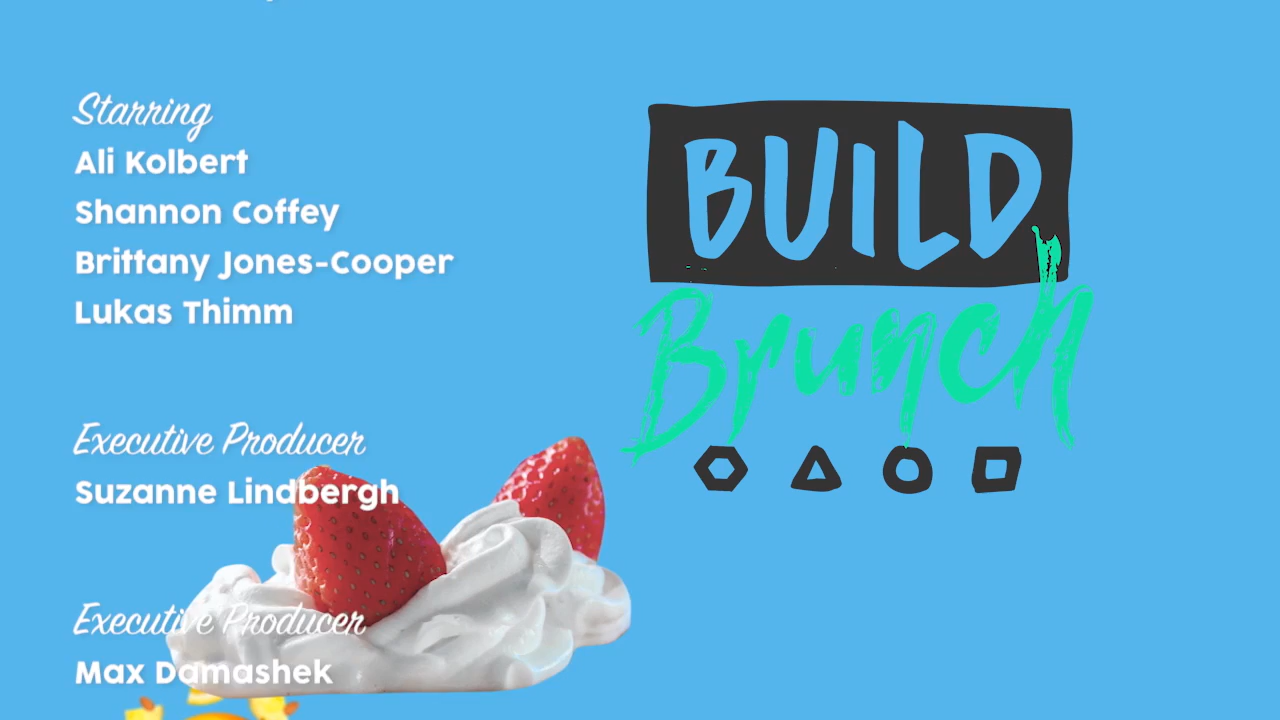 Starring
Ali Kolbert
Shannon Coffey
Brittany Jones-Cooper
Lukas Thimm
Executive Producer
Suzanne Lindbergh
Executive Producer
Max Damashek
BUILD
Brunch